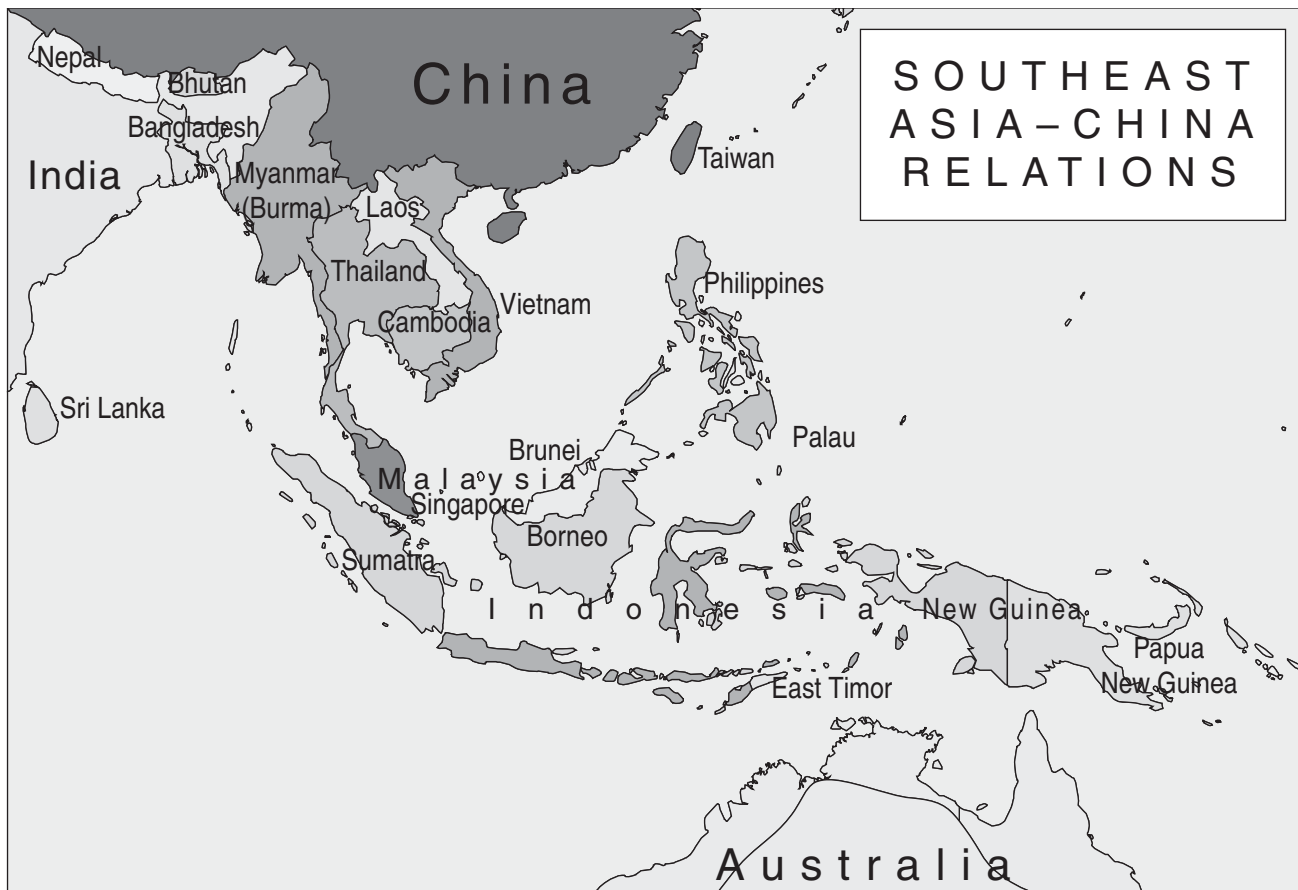 SOUTHEAST
ASIA–CHINA
RELATIONS
Nepal
China
Bhutan
Bangladesh
Taiwan
India
Myanmar
(Burma)
Laos
Thailand
Philippines
Vietnam
Cambodia
Sri Lanka
Palau
Brunei
Malaysia
Singapore
Borneo
Sumatra
Indonesia
New Guinea
Papua
New Guinea
East Timor
Australia